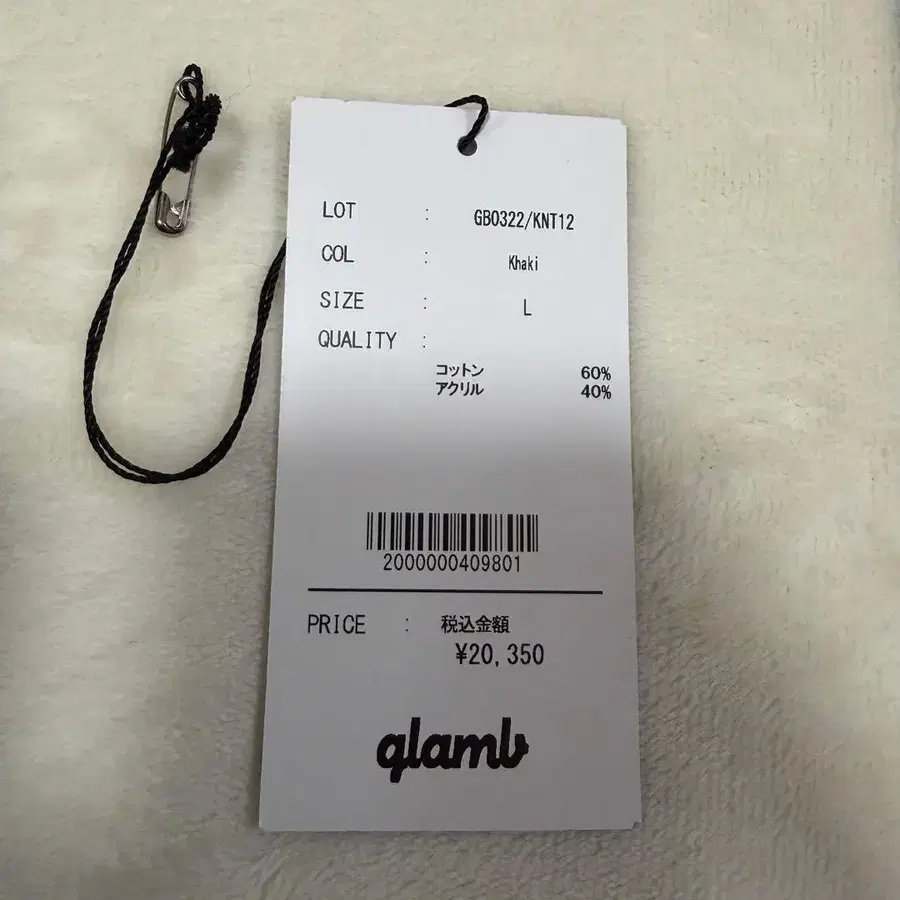 LOT : GB0322/KNT12
COL : Khaki
SIZE : L
QUALITY :
コットン 60%
アクリル 40%
2000000409801
PRICE : 税込金額
¥20,350
glamb